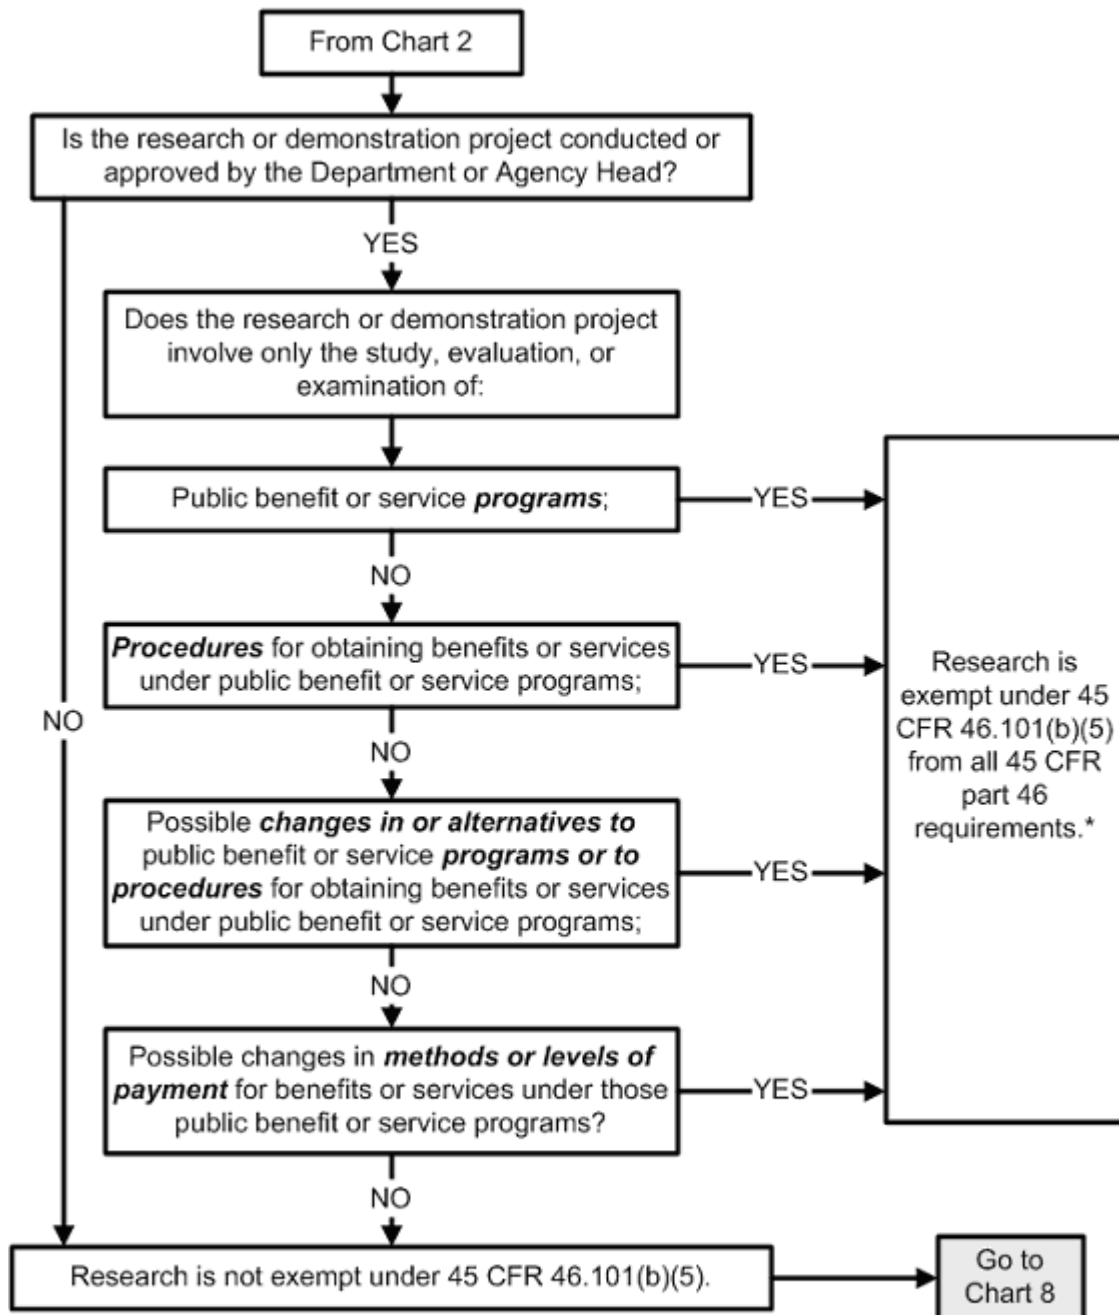 From Chart 2
Is the research or demonstration project conducted or
approved by the Department or Agency Head?
YES
Does the research or demonstration project
involve only the study, evaluation, or
examination of:
Public benefit or service programs;
YES
NO
Procedures for obtaining benefits or services
under public benefit or service programs;
YES
NO
NO
Possible changes in or alternatives to
public benefit or service programs or to
procedures for obtaining benefits or services
under public benefit or service programs;
YES
NO
Possible changes in methods or levels of
payment for benefits or services under those
public benefit or service programs?
YES
NO
Research is
exempt under 45
CFR 46.101(b)(5)
from all 45 CFR
part 46
requirements.*
Research is not exempt under 45 CFR 46.101(b)(5).
Go to
Chart 8